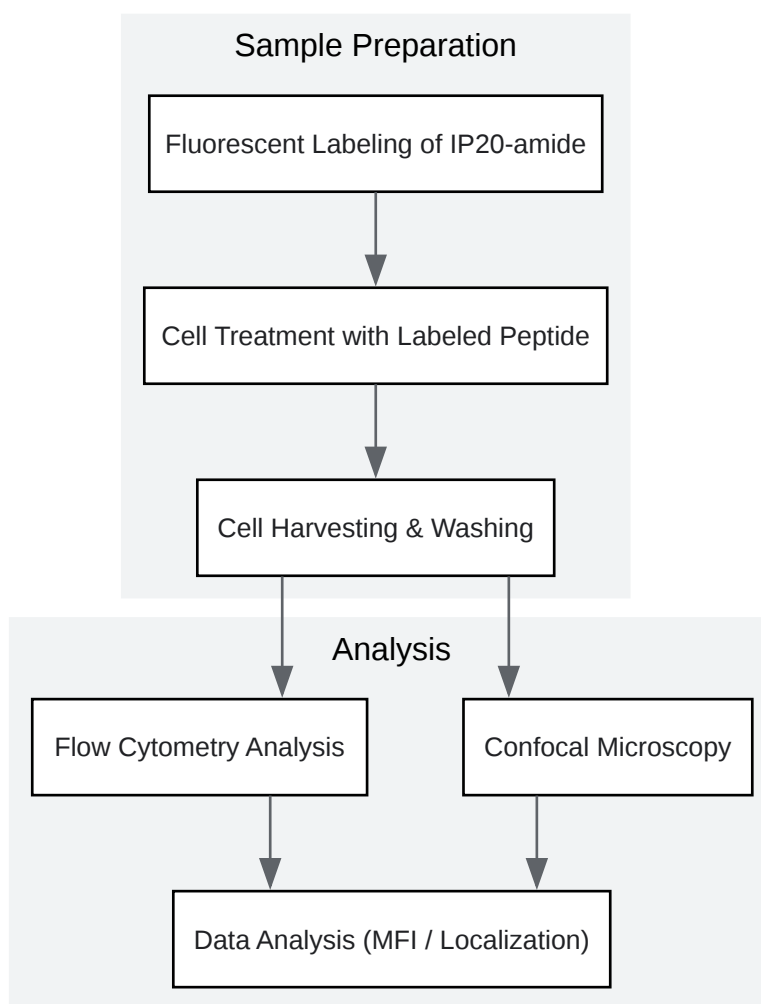 Sample Preparation
Fluorescent Labeling of IP20-amide
Cell Treatment with Labeled Peptide
Cell Harvesting & Washing
Analysis
Flow Cytometry Analysis
Confocal Microscopy
Data Analysis (MFI / Localization)